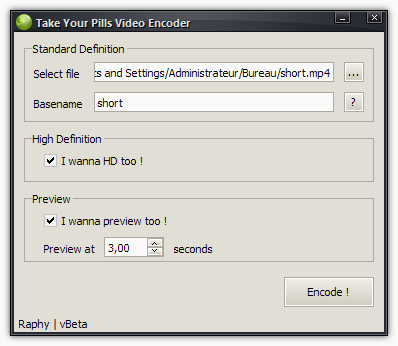 Take Your Pills Video Encoder
Standard Definition
Select file ts and Settings/Administrateur/Bureau/short.mp4 ...
Basename short ?
High Definition
I wanna HD too !
Preview
I wanna preview too !
Preview at 3,00 seconds
Encode !
Raphy | vBeta